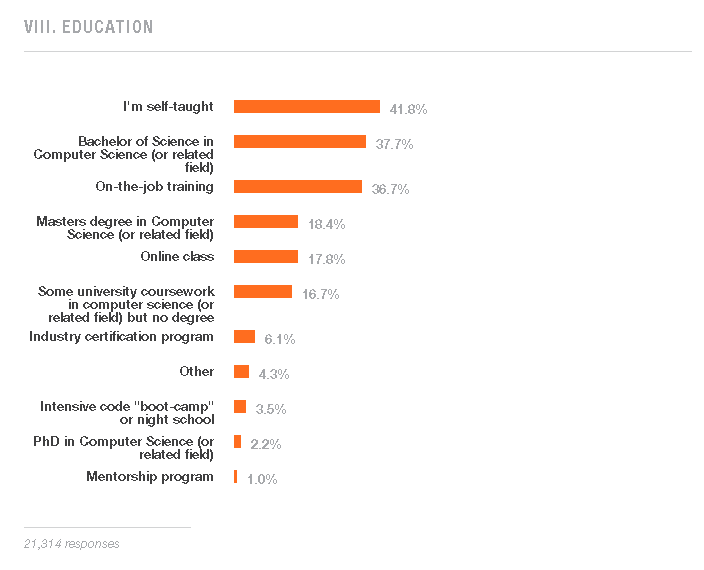 VIII. EDUCATION
I'm self-taught
41.8%
Bachelor of Science in
Computer Science (or related
field)
37.7%
On-the-job training
36.7%
Masters degree in Computer
Science (or related field)
18.4%
Online class
17.8%
Some university coursework
in computer science (or
related field) but no degree
16.7%
Industry certification program
6.1%
Other
4.3%
Intensive code "boot-camp"
or night school
3.5%
PhD in Computer Science (or
related field)
2.2%
Mentorship program
1.0%
21,314 responses